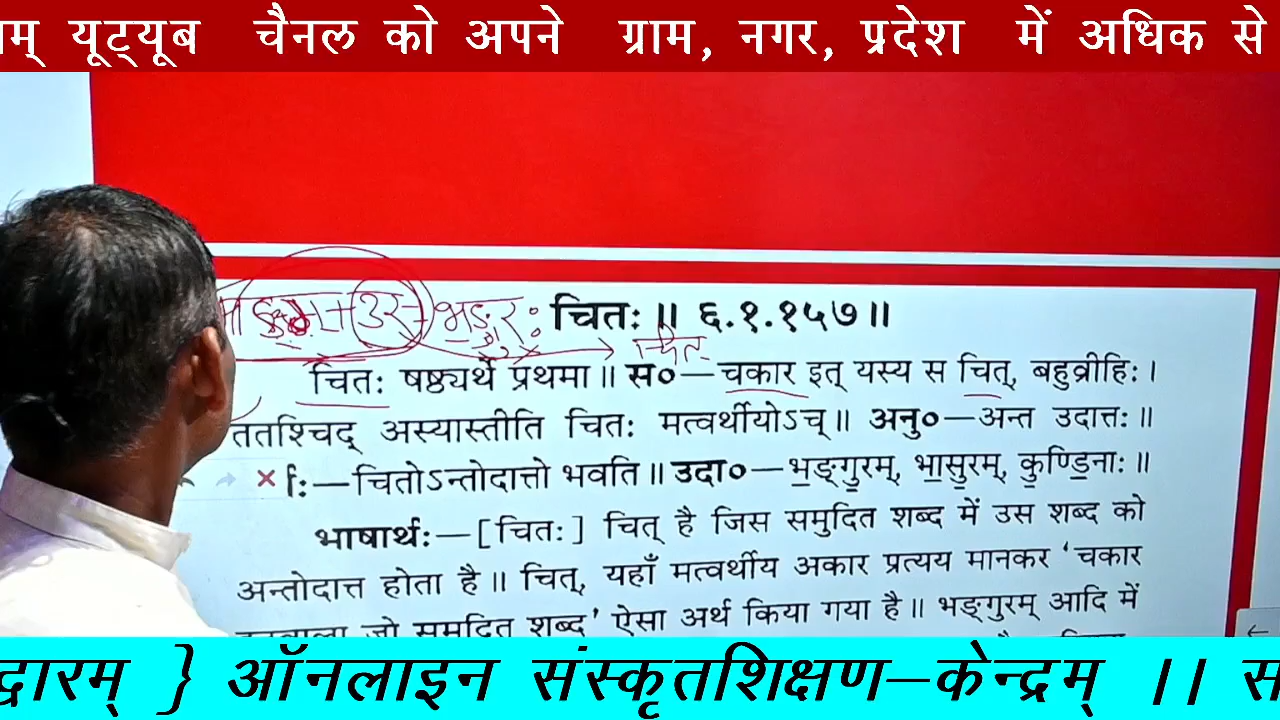 म् यूट्यूब चैनल को अपने ग्राम, नगर, प्रदेश में अधिक से
+ उर - भङ्गुरः चितः॥ ६.१.१५७॥
चित
चितः षष्ठ्यर्थे प्रथमा॥ स०—चकार इत् यस्य स चित्, बहुव्रीहिः।
ततश्चिद् अस्यास्तीति चितः मत्वर्थीयोऽच्॥ अनु०—अन्त उदात्तः॥
र्थः—चितोऽन्तोदात्तो भवति॥ उदा०—भ॒ङ्गु॒रम्, भा॒सु॒रम्, कु॒ण्डि॒नाः॥
भाषार्थः—[चितः] चित् है जिस समुदित शब्द में उस शब्द को
अन्तोदात्त होता है॥ चित्, यहाँ मत्वर्थीय अकार प्रत्यय मानकर ‘चकार
जो समुदित शब्द’ ऐसा अर्थ किया गया है॥ भङ्गुरम् आदि में
द्वारम् } ऑनलाइन संस्कृतशिक्षण–केन्द्रम् ।। स